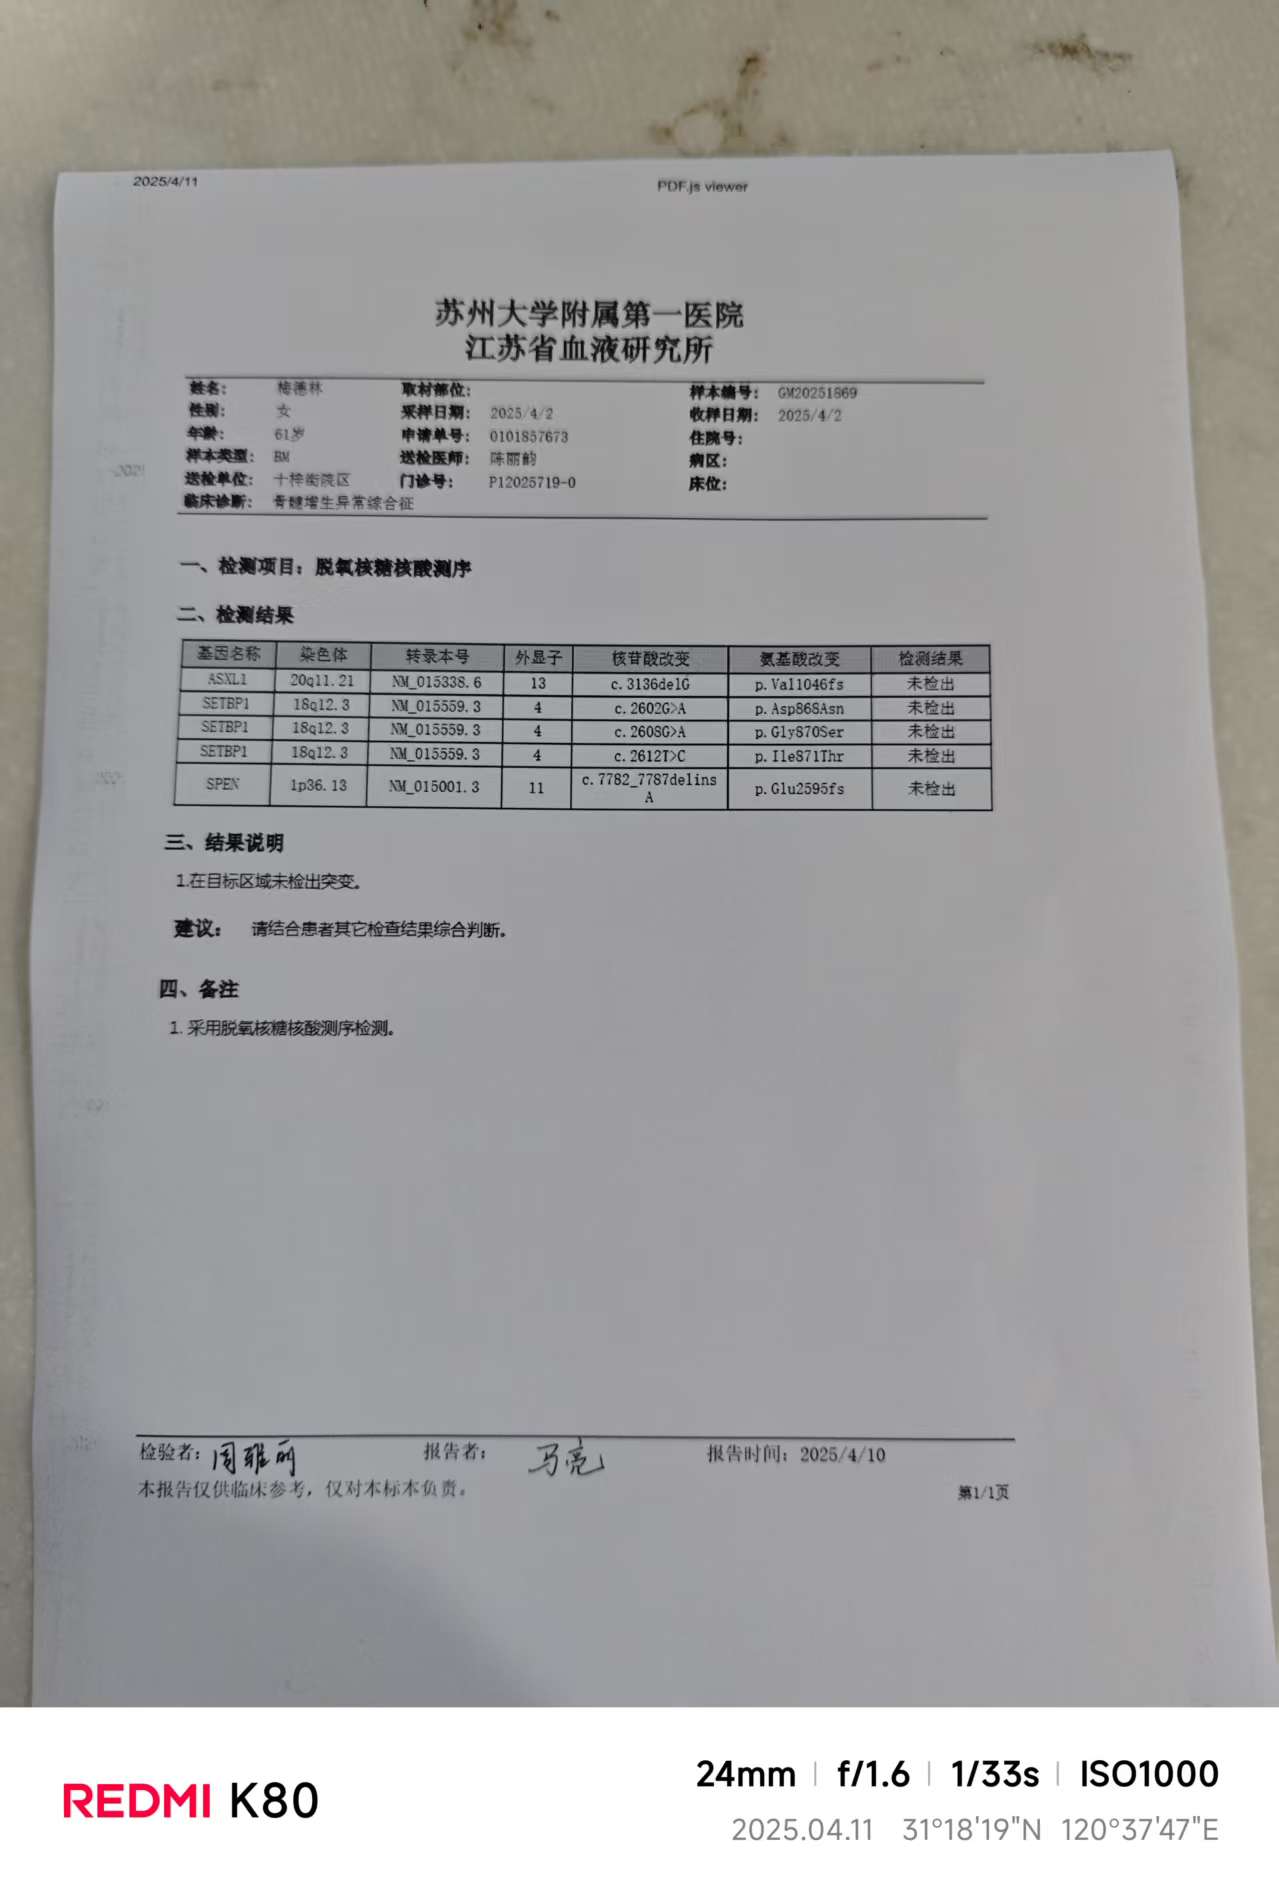 2025/4/11 PDF.js viewer
苏州大学附属第一医院
江苏省血液研究所
姓名: 梅德林 取材部位: 样本编号: GM20251869
性别: 女 采样日期: 2025/4/2 收样日期: 2025/4/2
年龄: 61岁 申请单号: 0101857673 住院号:
样本类型: BM 送检医师: 陈丽韵 病区:
送检单位: 十梓街院区 门诊号: P12025719-0 床位:
临床诊断: 骨髓增生异常综合征
一、检测项目: 脱氧核糖核酸测序
二、检测结果
基因名称 染色体 转录本号 外显子 核苷酸改变 氨基酸改变 检测结果
ASXL1 20q11.21 NM_015338.6 13 c.3136delG p.Val1046fs 未检出
SETBP1 18q12.3 NM_015559.3 4 c.2602G>A p.Asp868Asn 未检出
SETBP1 18q12.3 NM_015559.3 4 c.2608G>A p.Gly870Ser 未检出
SETBP1 18q12.3 NM_015559.3 4 c.2612T>C p.Ile871Thr 未检出
SPEN 1p36.13 NM_015001.3 11 c.7782_7787delins p.Glu2595fs 未检出
A
三、结果说明
1.在目标区域未检出突变。
建议: 请结合患者其它检查结果综合判断。
四、备注
1. 采用脱氧核糖核酸测序检测。
检验者: 周雅丽 报告者: 马亮 报告时间: 2025/4/10
本报告仅供临床参考，仅对本标本负责。
第1/1页
REDMI K80
24mm | f/1.6 | 1/33s | ISO1000
2025.04.11 31°18'19"N 120°37'47"E